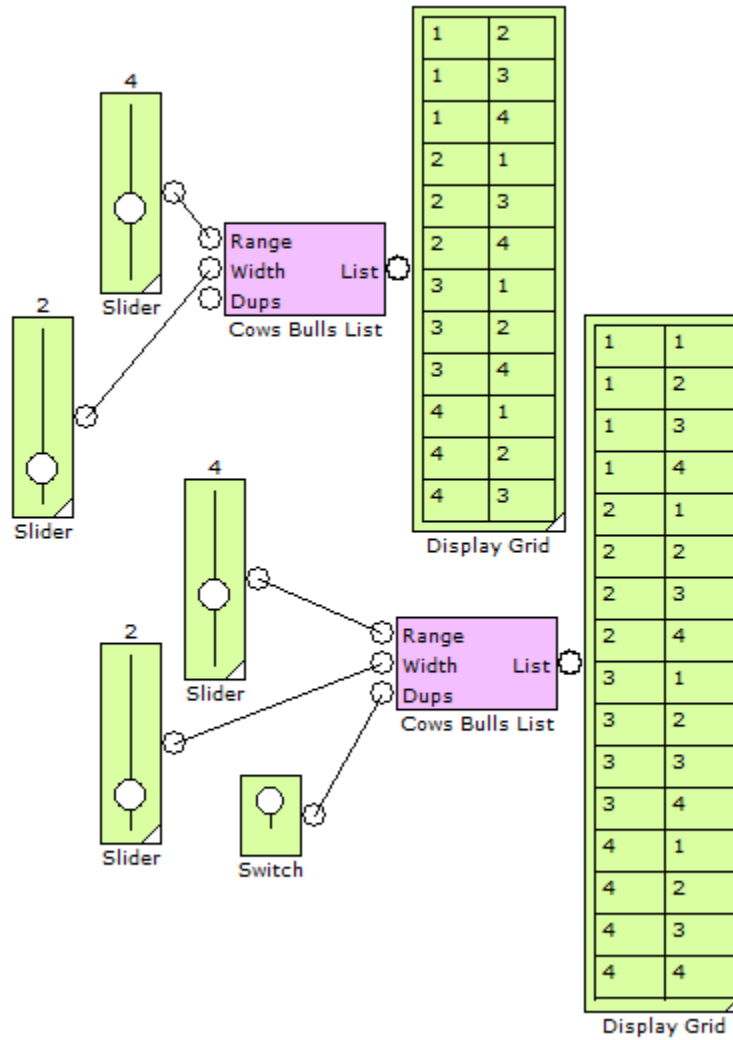 1 2
1 3
1 4
2 1
2 3
2 4
3 1
3 2
3 4
4 1
4 2
4 3
Display Grid
4
Slider
2
Slider
Range
Width List
Dups
Cows Bulls List
4
Slider
2
Slider
Switch
Range
Width List
Dups
Cows Bulls List
1 1
1 2
1 3
1 4
2 1
2 2
2 3
2 4
3 1
3 2
3 3
3 4
4 1
4 2
4 3
4 4
Display Grid